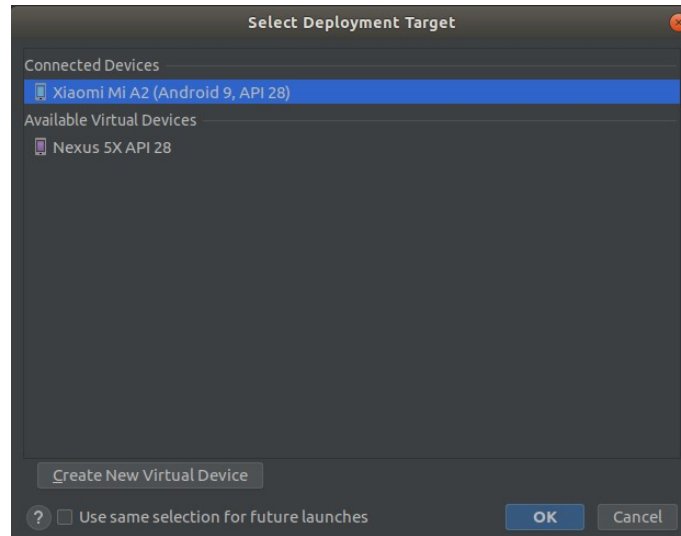 Select Deployment Target
Connected Devices
Xiaomi Mi A2 (Android 9, API 28)
Available Virtual Devices
Nexus 5X API 28
Create New Virtual Device
? Use same selection for future launches OK Cancel